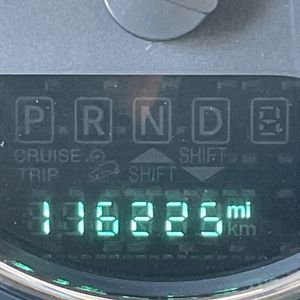 P R N D 8
CRUISE SHIFT
TRIP SHIFT
116225 mi
km